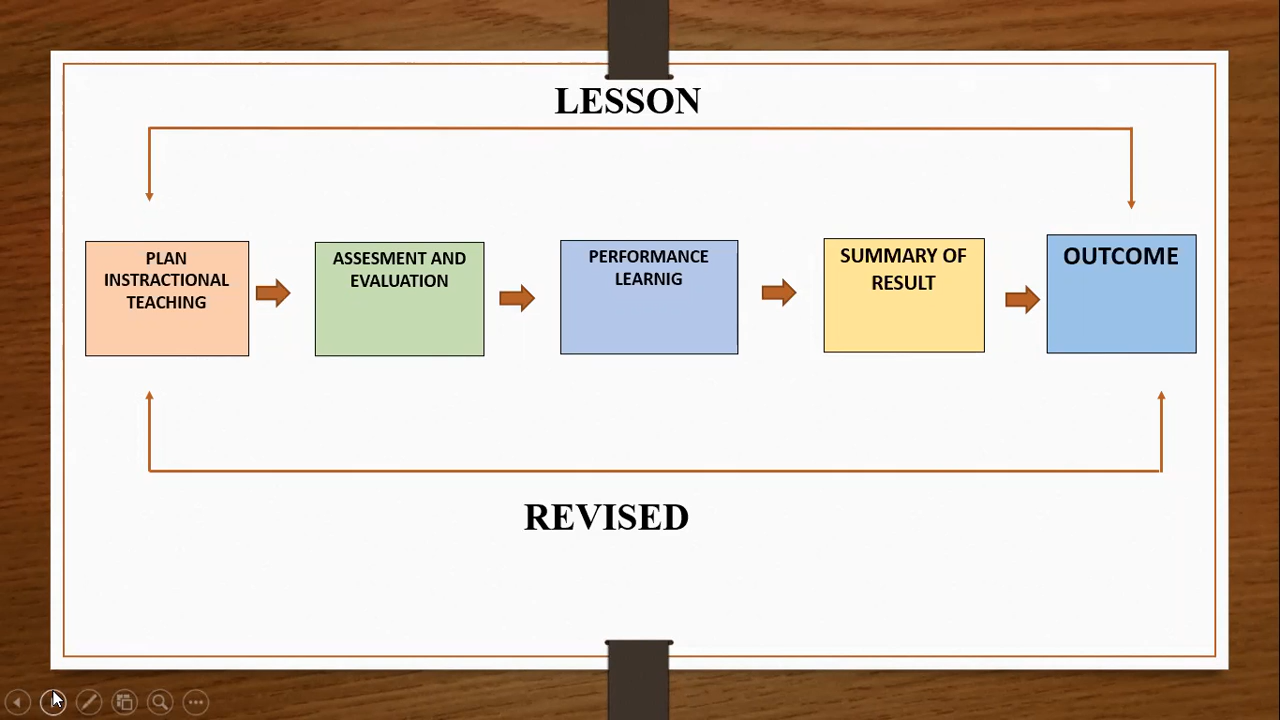 LESSON
PLAN
INSTRACTIONAL
TEACHING
ASSESMENT AND
EVALUATION
PERFORMANCE
LEARNIG
SUMMARY OF
RESULT
OUTCOME
REVISED